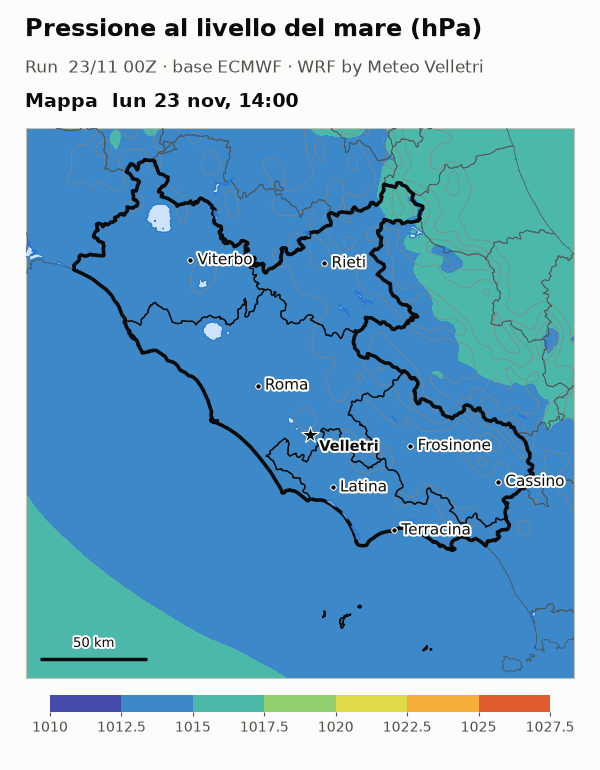 Pressione al livello del mare (hPa)
Run  23/11 00Z · base ECMWF · WRF by Meteo Velletri
Mappa  lun 23 nov, 14:00
Viterbo
Rieti
Roma
Velletri
Frosinone
Cassino
Latina
Terracina
50 km
1010 1012.5 1015 1017.5 1020 1022.5 1025 1027.5